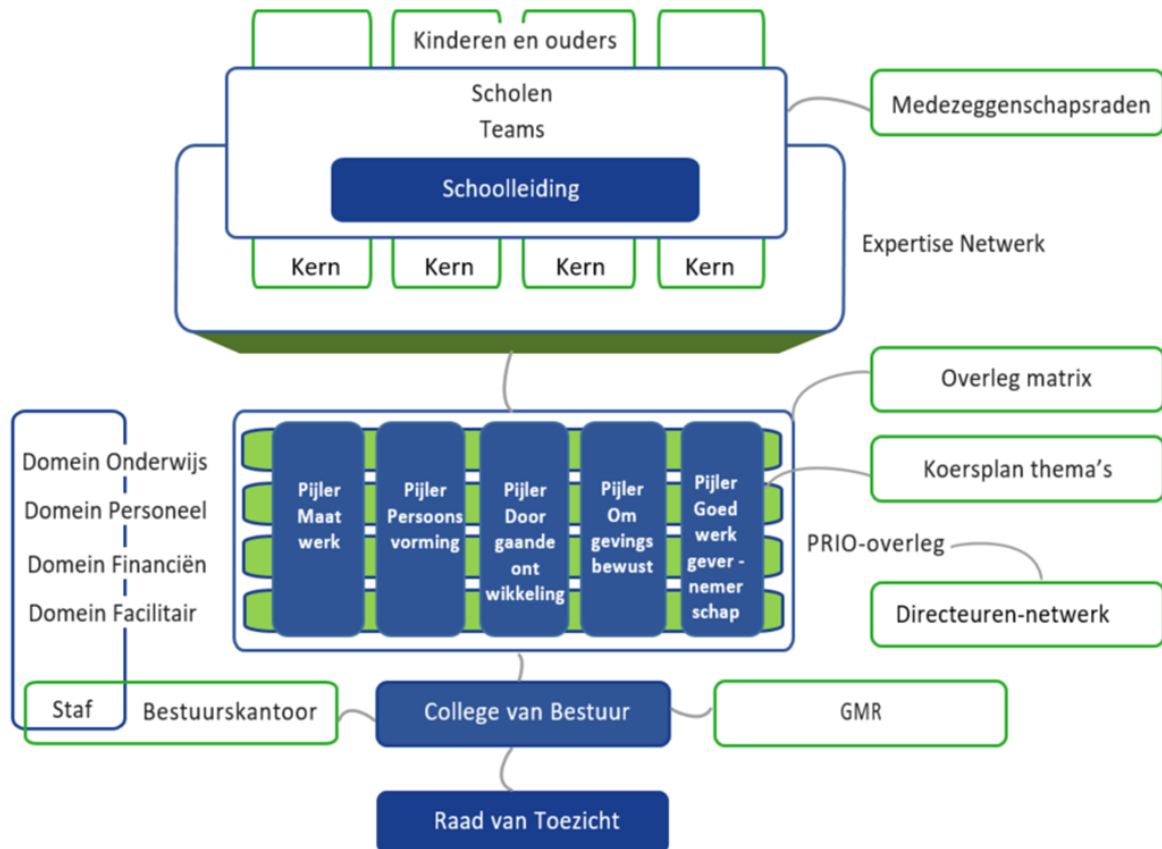 Kinderen en ouders
Scholen
Teams
Schoolleiding
Medezeggenschapsraden
Expertise Netwerk
Kern
Kern
Kern
Kern
Overleg matrix
Koersplan thema's
PRIO-overleg
Directeuren-netwerk
Domein Onderwijs
Domein Personeel
Domein Financiën
Domein Facilitair
Pijler
Maat
werk
Pijler
Persoons
vorming
Pijler
Door
gaande
ont
wikkeling
Pijler
Om
gevings
bewust
Pijler
Goed
werk
gever -
nemer
schap
Staf
Bestuurskantoor
College van Bestuur
GMR
Raad van Toezicht